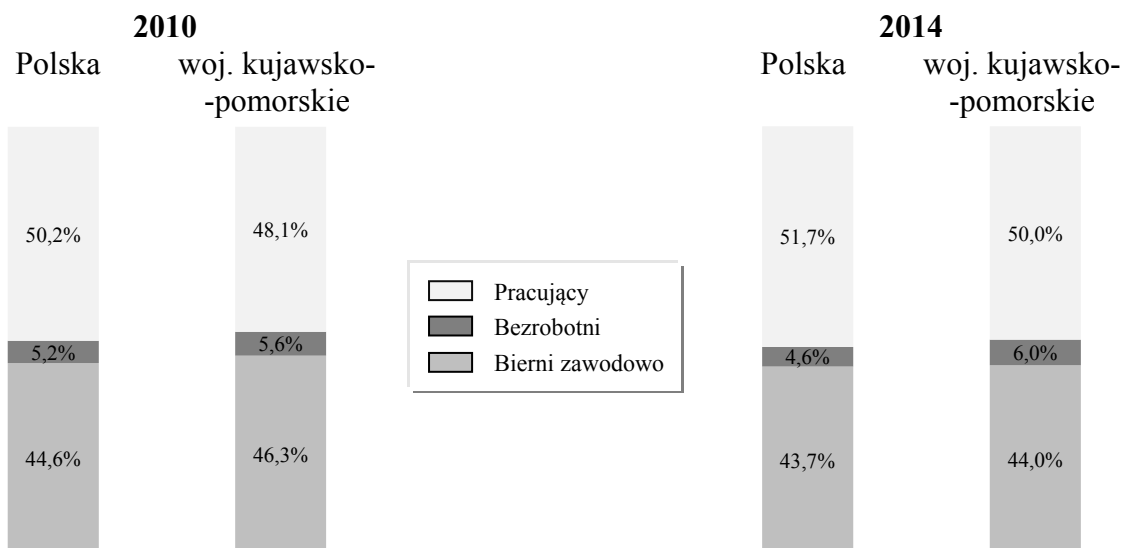 2010
Polska
woj. kujawsko-
-pomorskie
50,2%
48,1%
5,2%
5,6%
44,6%
46,3%
Pracujący
Bezrobotni
Bierni zawodowo
2014
Polska
woj. kujawsko-
-pomorskie
51,7%
50,0%
4,6%
6,0%
43,7%
44,0%